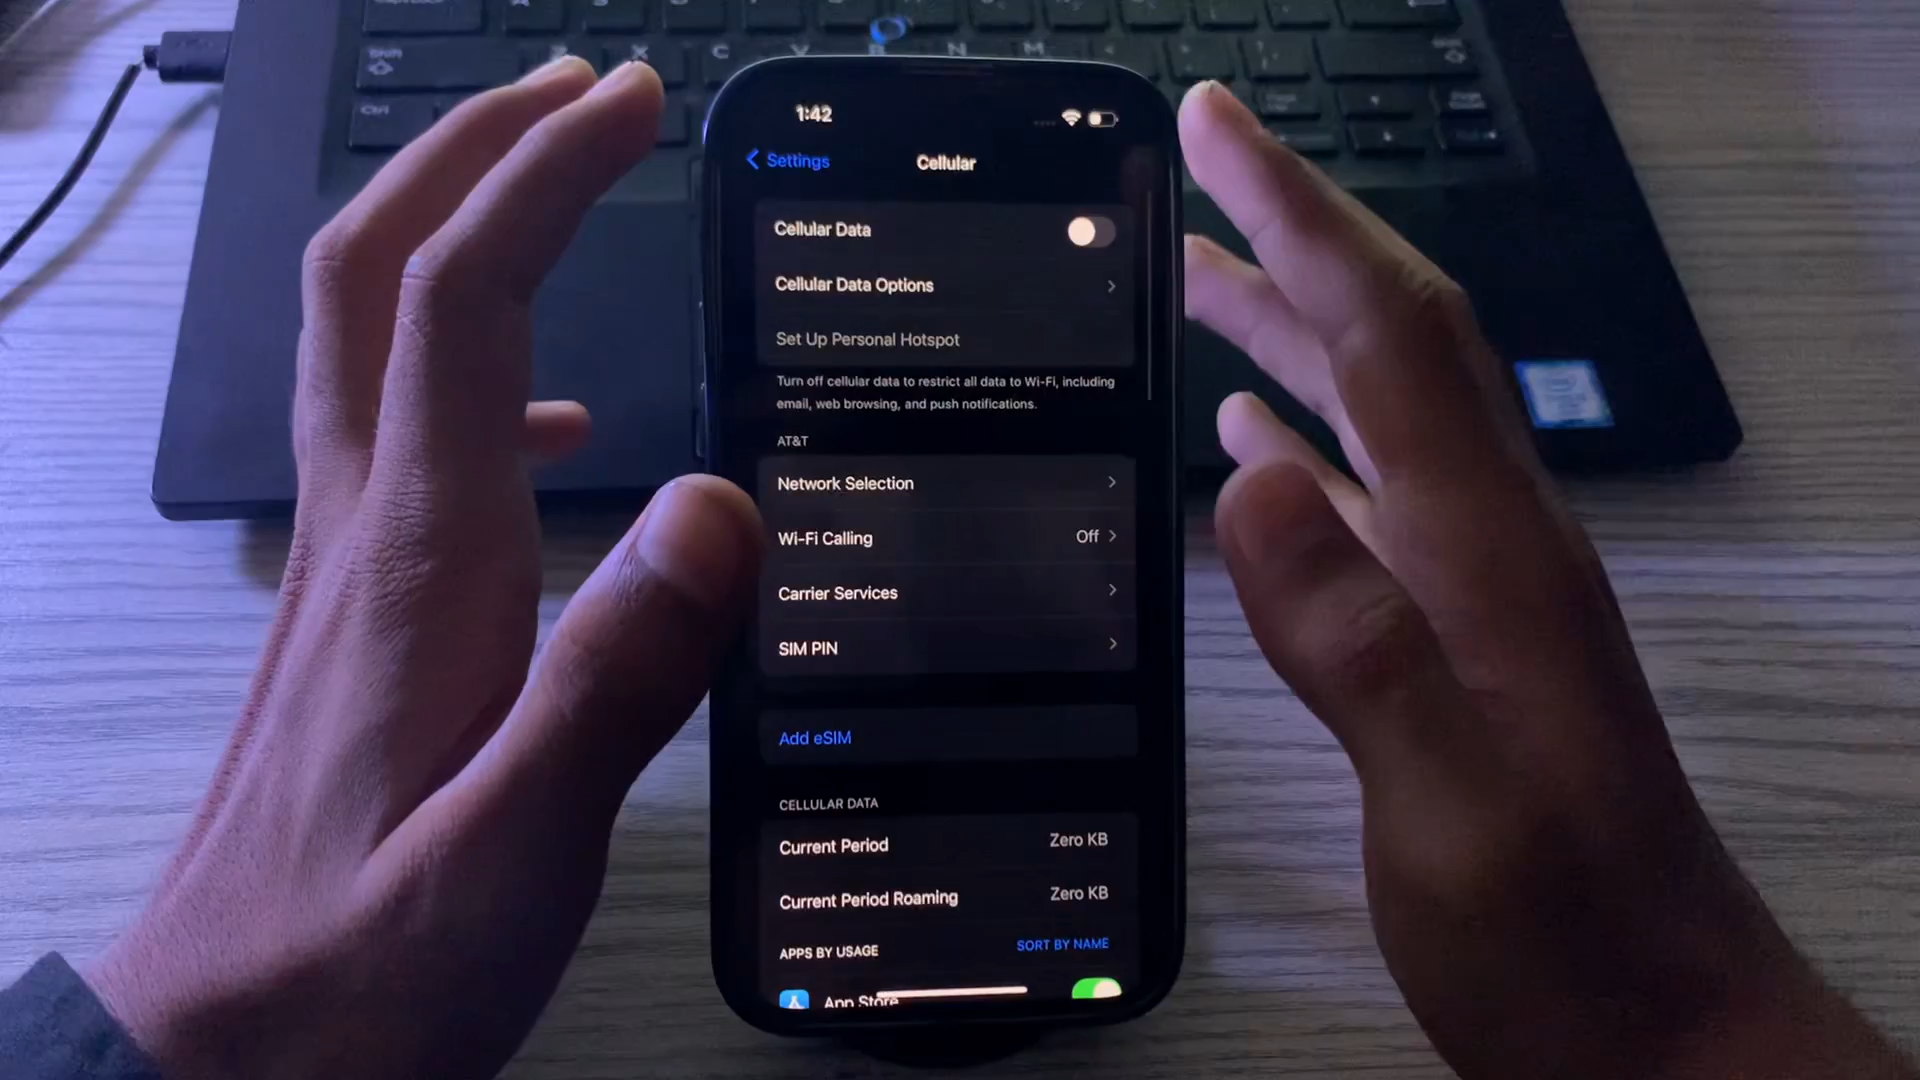 Shift
Z X C V B N M
Ctrl
1:42
Settings
Cellular
Cellular Data
Cellular Data Options
Set Up Personal Hotspot
Turn off cellular data to restrict all data to Wi-Fi, including
email, web browsing, and push notifications.
AT&T
Network Selection
Wi-Fi Calling Off
Carrier Services
SIM PIN
Add eSIM
CELLULAR DATA
Current Period Zero KB
Current Period Roaming Zero KB
APPS BY USAGE SORT BY NAME
App Store